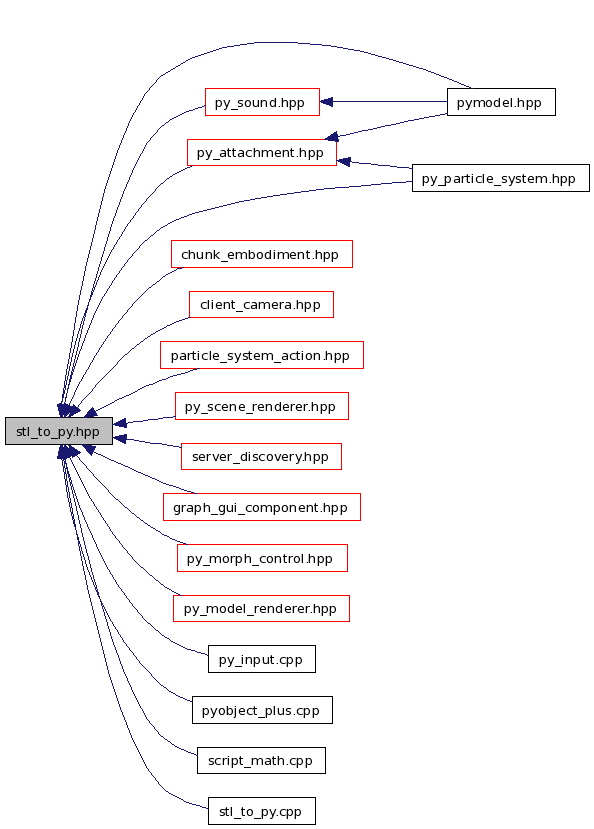 py_sound.hpp
pymodel.hpp
py_attachment.hpp
py_particle_system.hpp
chunk_embodiment.hpp
client_camera.hpp
particle_system_action.hpp
py_scene_renderer.hpp
stl_to_py.hpp
server_discovery.hpp
graph_gui_component.hpp
py_morph_control.hpp
py_model_renderer.hpp
py_input.cpp
pyobject_plus.cpp
script_math.cpp
stl_to_py.cpp